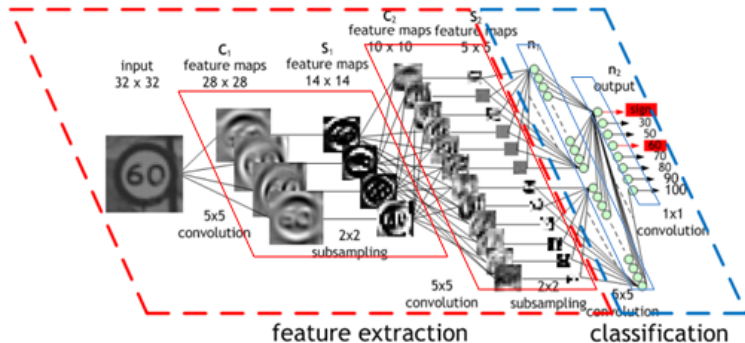 input
32 x 32
C1
feature maps
28 x 28
S1
feature maps
14 x 14
C2
feature maps
10 x 10
S2
feature maps
5 x 5
n1
n2
output
sign
30
50
60
70
80
90
100
60
5x5
convolution
2x2
subsampling
5x5
convolution
2x2
subsampling
5x5
convolution
1x1
convolution
feature extraction
classification